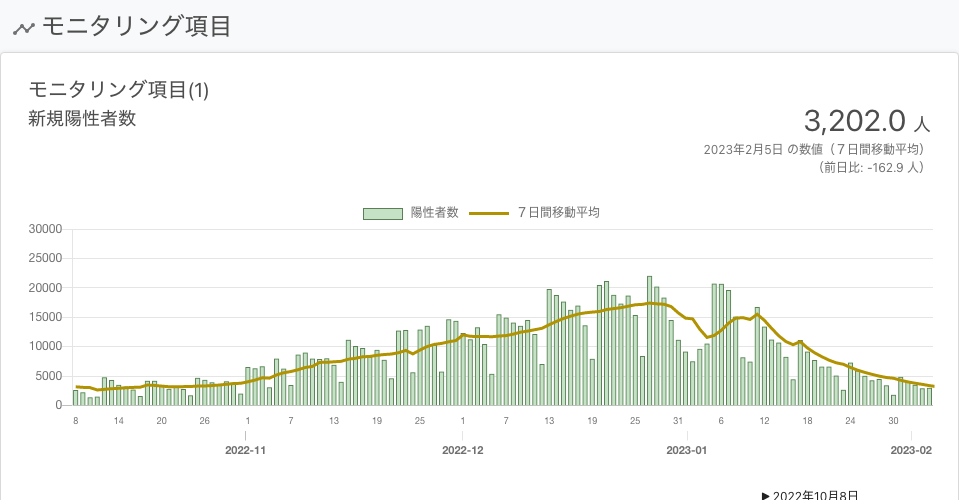 モニタリング項目
モニタリング項目(1)
新規陽性者数
3,202.0 人
2023年2月5日 の数値（７日間移動平均）
（前日比: -162.9 人）
陽性者数 ７日間移動平均
30000
25000
20000
15000
10000
5000
0
8 14 20 26 1 7 13 19 25 1 7 13 19 25 31 6 12 18 24 30
2022-11 2022-12 2023-01 2023-02
▶ 2022年10月8日